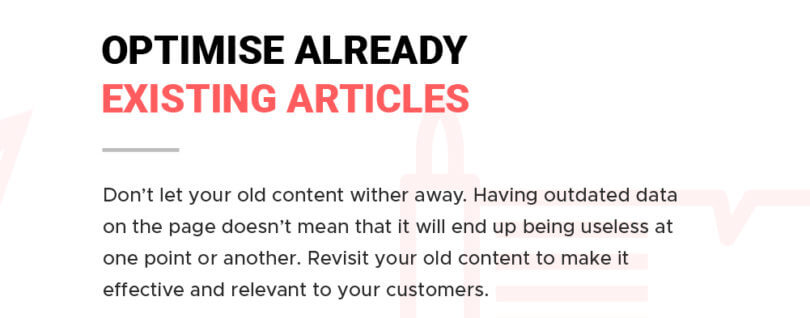 OPTIMISE ALREADY
EXISTING ARTICLES
Don’t let your old content wither away. Having outdated data
on the page doesn’t mean that it will end up being useless at
one point or another. Revisit your old content to make it
effective and relevant to your customers.